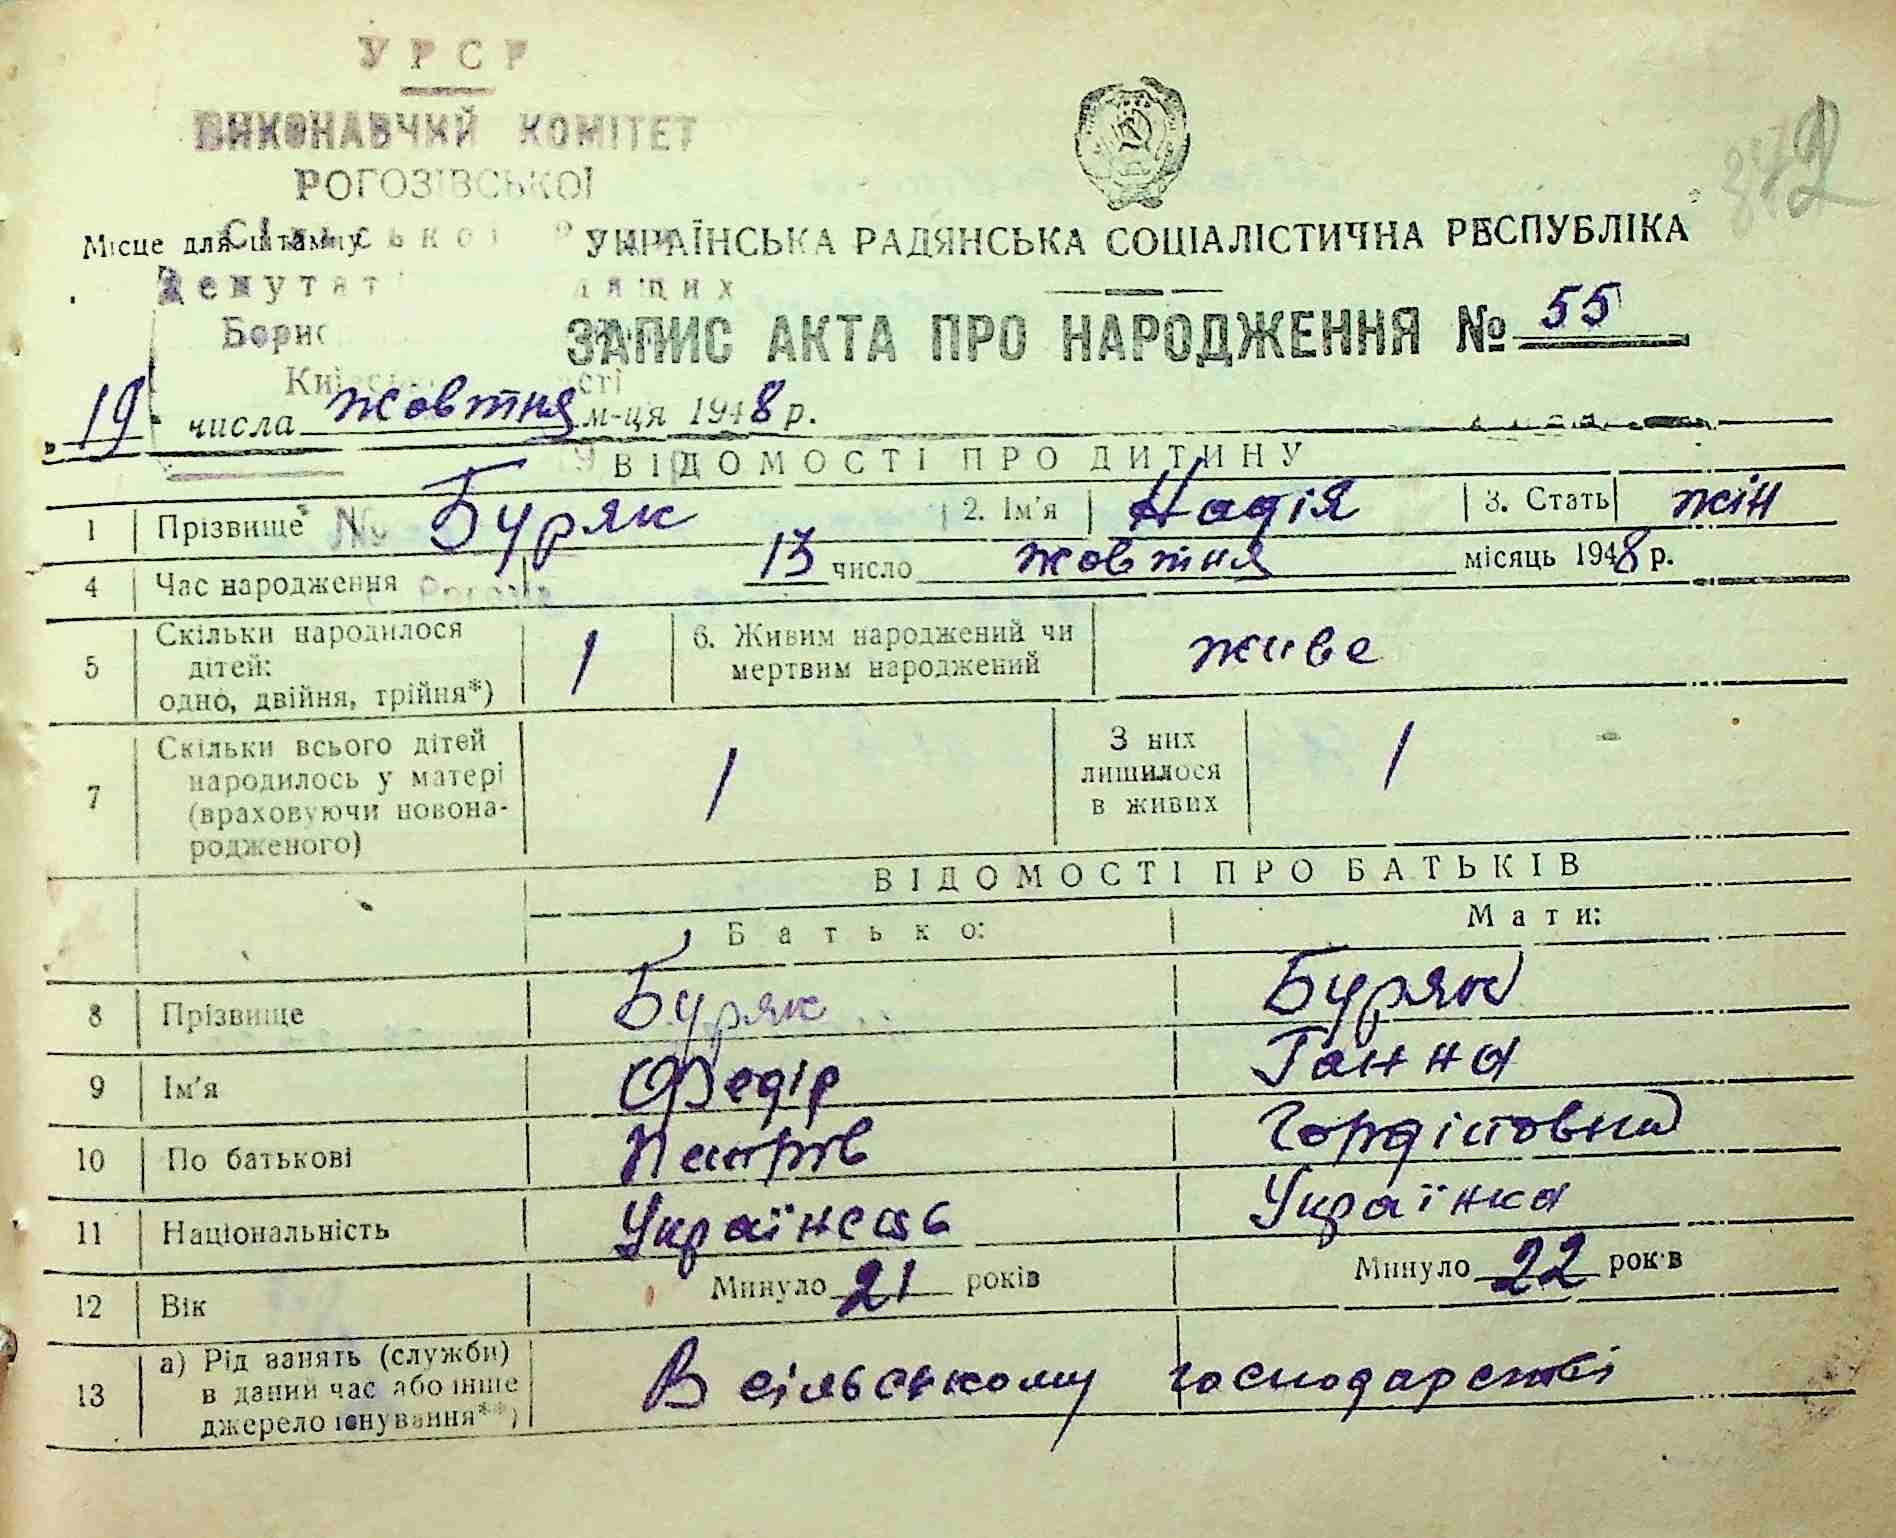 УРСР
ВИКОНАВЧИЙ КОМІТЕТ
РОГОЗІВСЬКОЇ
Місце для штампу
УКРАЇНСЬКА РАДЯНСЬКА СОЦІАЛІСТИЧНА РЕСПУБЛІКА
ЗАПИС АКТА ПРО НАРОДЖЕННЯ № 55
„19" числа жовтня м-ця 1948 р.
ВІДОМОСТІ ПРО ДИТИНУ
1 Прізвище Буряк 2. Ім'я Надія 3. Стать жін
4 Час народження 13 число жовтня місяць 1948 р.
5 Скільки народилося
дітей:
одно, двійня, трійня*) 1 6. Живим народжений чи
мертвим народжений живе
7 Скільки всього дітей
народилось у матері
(враховуючи новона-
родженого) 1 З них
лишилося
в живих 1
ВІДОМОСТІ ПРО БАТЬКІВ
Батько: Мати:
8 Прізвище Буряк Буряк
9 Ім'я Федір Ганна
10 По батькові Горділовна
11 Національність Українець Українка
12 Вік Минуло 21 років Минуло 22 років
13 а) Рід занять (служби)
в даний час або інше
джерело існування**) В сільському господарстві